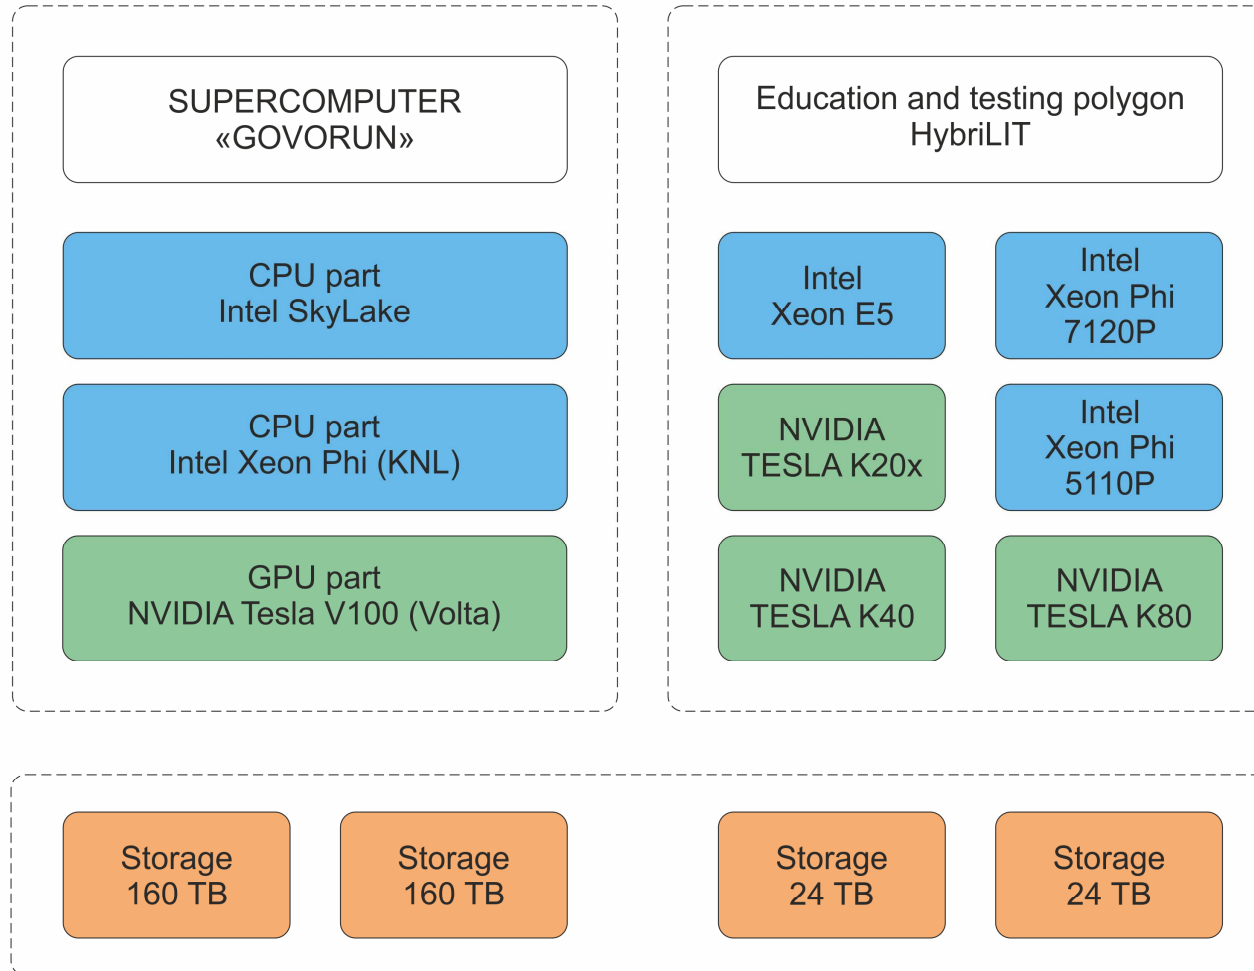 SUPERCOMPUTER
«GOVORUN»
CPU part
Intel SkyLake
CPU part
Intel Xeon Phi (KNL)
GPU part
NVIDIA Tesla V100 (Volta)
Education and testing polygon
HybriLIT
Intel
Xeon E5
Intel
Xeon Phi
7120P
NVIDIA
TESLA K20x
Intel
Xeon Phi
5110P
NVIDIA
TESLA K40
NVIDIA
TESLA K80
Storage
160 TB
Storage
160 TB
Storage
24 TB
Storage
24 TB